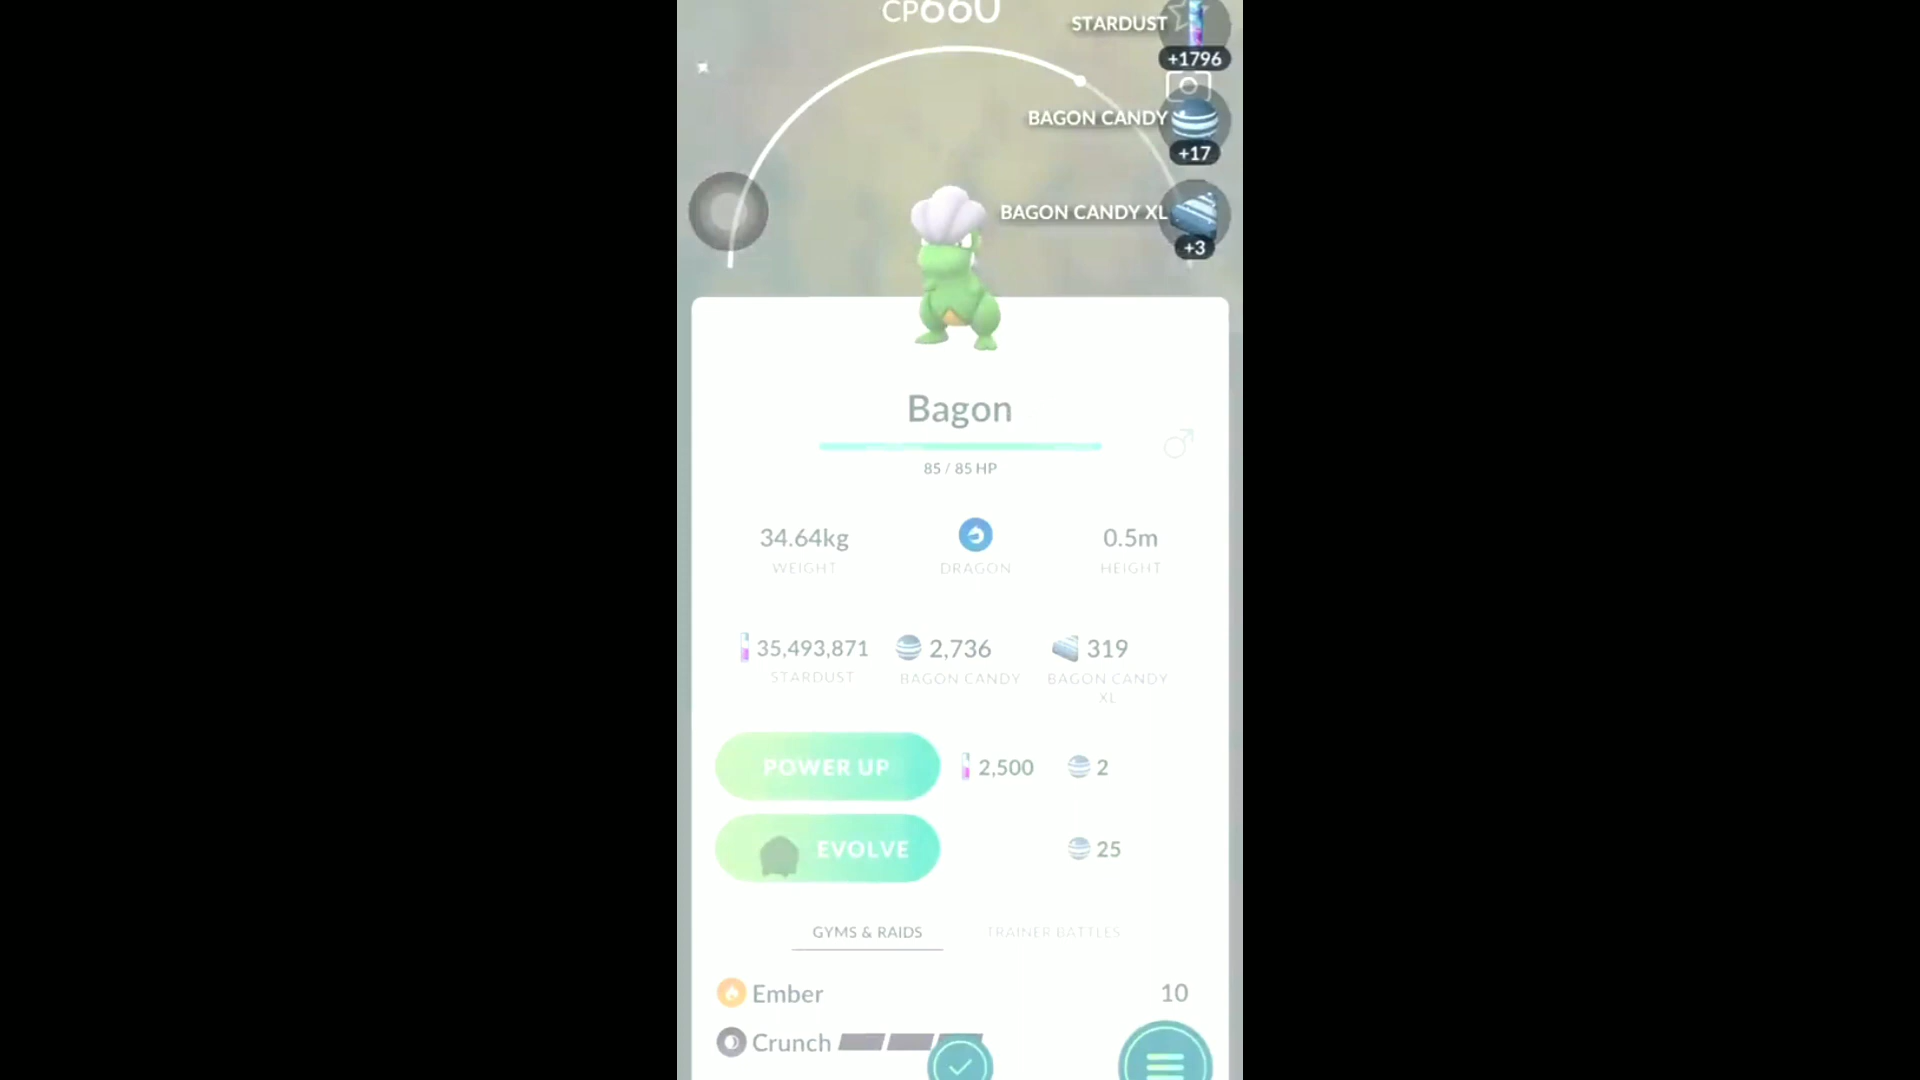 CP660
STARDUST
+1796
BAGON CANDY
+17
BAGON CANDY XL
+3
Bagon
85 / 85 HP
34.64kg
WEIGHT
DRAGON
0.5m
HEIGHT
35,493,871
STARDUST
2,736
BAGON CANDY
319
BAGON CANDY
XL
POWER UP
2,500
2
EVOLVE
25
GYMS & RAIDS
TRAINER BATTLES
Ember
10
Crunch